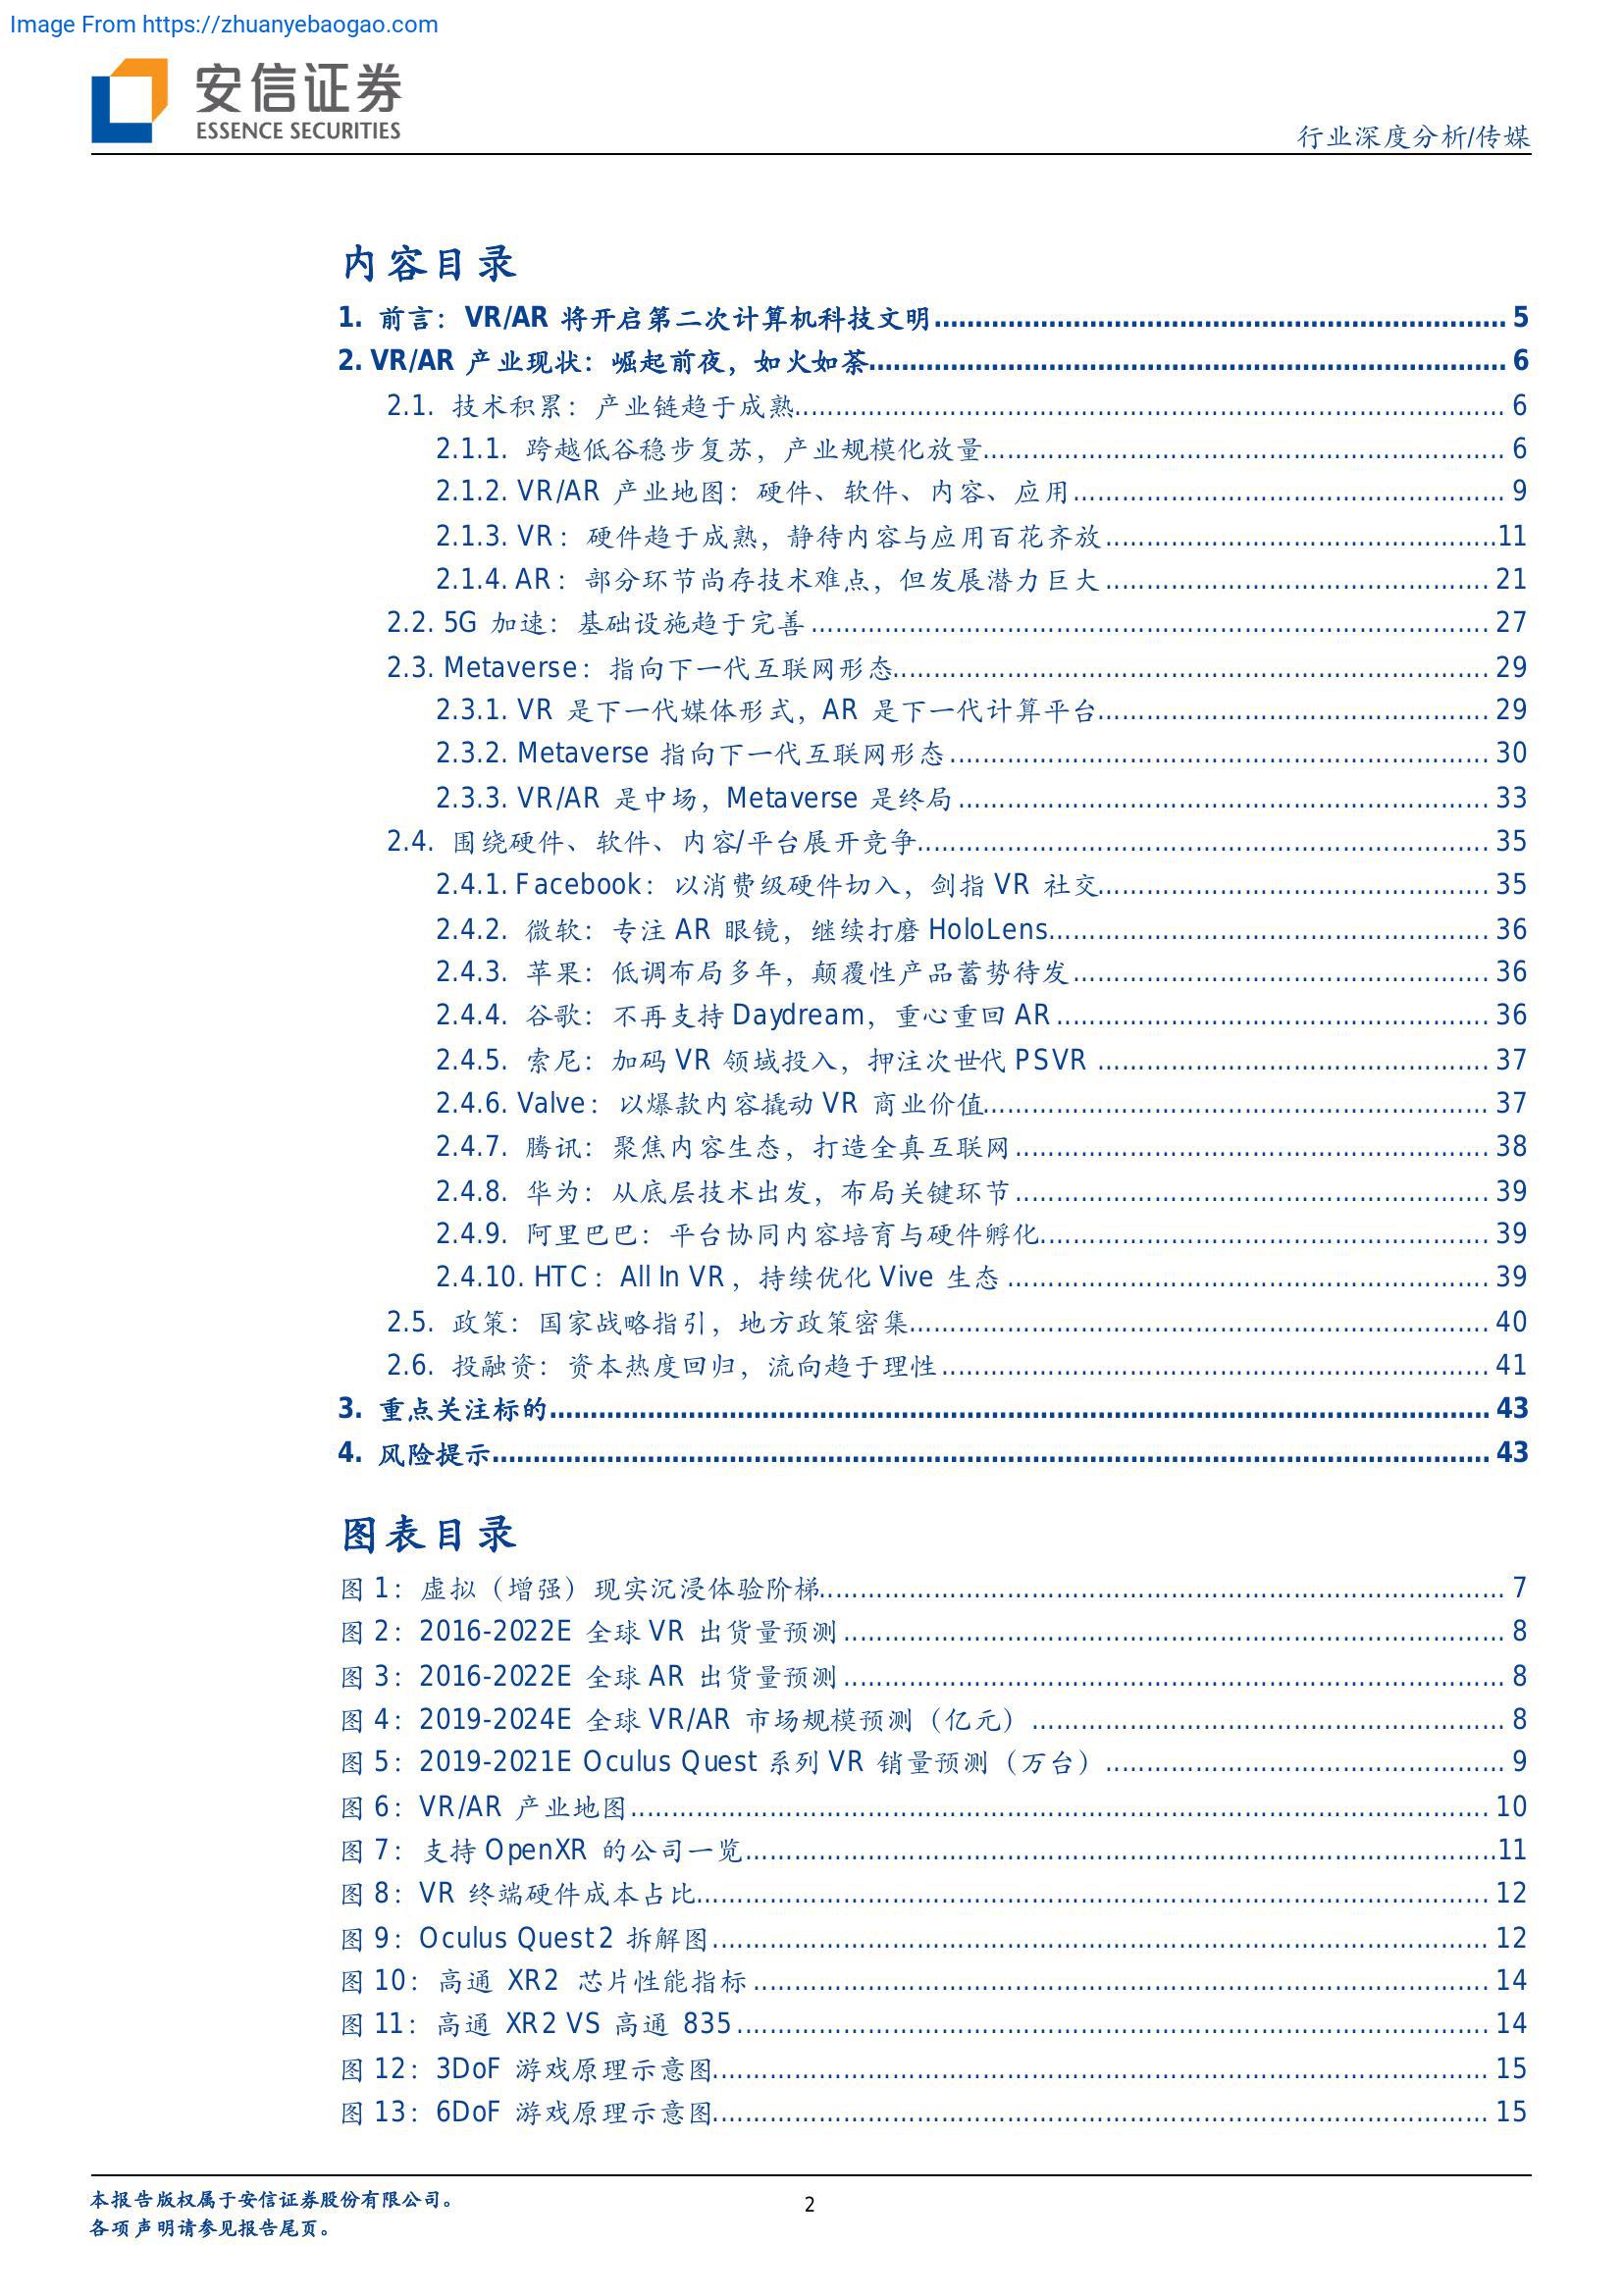 Image From https://zhuanyebaogao.com
安信证券
ESSENCE SECURITIES
行业深度分析/传媒
内容目录
1. 前言：VR/AR 将开启第二次计算机科技文明 5
2. VR/AR 产业现状：崛起前夜，如火如荼 6
2.1. 技术积累：产业链趋于成熟 6
2.1.1. 跨越低谷稳步复苏，产业规模化放量 6
2.1.2. VR/AR 产业地图：硬件、软件、内容、应用 9
2.1.3. VR：硬件趋于成熟，静待内容与应用百花齐放 11
2.1.4. AR：部分环节尚存技术难点，但发展潜力巨大 21
2.2. 5G 加速：基础设施趋于完善 27
2.3. Metaverse：指向下一代互联网形态 29
2.3.1. VR 是下一代媒体形式，AR 是下一代计算平台 29
2.3.2. Metaverse 指向下一代互联网形态 30
2.3.3. VR/AR 是中场，Metaverse 是终局 33
2.4. 围绕硬件、软件、内容/平台展开竞争 35
2.4.1. Facebook：以消费级硬件切入，剑指 VR 社交 35
2.4.2. 微软：专注 AR 眼镜，继续打磨 HoloLens 36
2.4.3. 苹果：低调布局多年，颠覆性产品蓄势待发 36
2.4.4. 谷歌：不再支持 Daydream，重心重回 AR 36
2.4.5. 索尼：加码 VR 领域投入，押注次世代 PSVR 37
2.4.6. Valve：以爆款内容撬动 VR 商业价值 37
2.4.7. 腾讯：聚焦内容生态，打造全真互联网 38
2.4.8. 华为：从底层技术出发，布局关键环节 39
2.4.9. 阿里巴巴：平台协同内容培育与硬件孵化 39
2.4.10. HTC：All In VR，持续优化 Vive 生态 39
2.5. 政策：国家战略指引，地方政策密集 40
2.6. 投融资：资本热度回归，流向趋于理性 41
3. 重点关注标的 43
4. 风险提示 43
图表目录
图 1：虚拟（增强）现实沉浸体验阶梯 7
图 2：2016-2022E 全球 VR 出货量预测 8
图 3：2016-2022E 全球 AR 出货量预测 8
图 4：2019-2024E 全球 VR/AR 市场规模预测（亿元） 8
图 5：2019-2021E Oculus Quest 系列 VR 销量预测（万台） 9
图 6：VR/AR 产业地图 10
图 7：支持 OpenXR 的公司一览 11
图 8：VR 终端硬件成本占比 12
图 9：Oculus Quest2 拆解图 12
图 10：高通 XR2 芯片性能指标 14
图 11：高通 XR2 VS 高通 835 14
图 12：3DoF 游戏原理示意图 15
图 13：6DoF 游戏原理示意图 15
本报告版权属于安信证券股份有限公司。
各项声明请参见报告尾页。
2